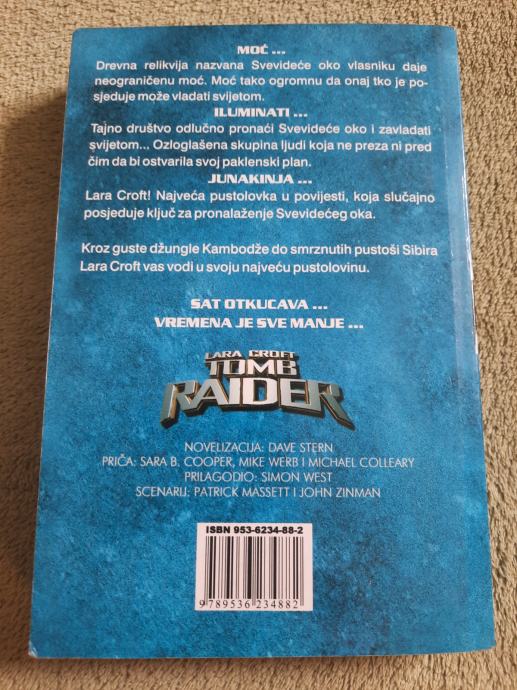 MOĆ ...
Drevna relikvija nazvana Svevideće oko vlasniku daje
neograničenu moć. Moć tako ogromnu da onaj tko je po-
sjeduje može vladati svijetom.
ILUMINATI ...
Tajno društvo odlučno pronaći Svevideće oko i zavladati
svijetom... Ozloglašena skupina ljudi koja ne preza ni pred
čim da bi ostvarila svoj paklenski plan.
JUNAKINJA ...
Lara Croft! Najveća pustolovka u povijesti, koja slučajno
posjeduje ključ za pronalaženje Svevidećeg oka.
Kroz guste džungle Kambodže do smrznutih pustoši Sibira
Lara Croft vas vodi u svoju najveću pustolovinu.
SAT OTKUCAVA ...
VREMENA JE SVE MANJE ...
LARA CROFT
TOMB
RAIDER
NOVELIZACIJA: DAVE STERN
PRIČA: SARA B. COOPER, MIKE WERB I MICHAEL COLLEARY
PRILAGODIO: SIMON WEST
SCENARIJ: PATRICK MASSETT I JOHN ZINMAN
ISBN 953-6234-88-2
9 789536 234882